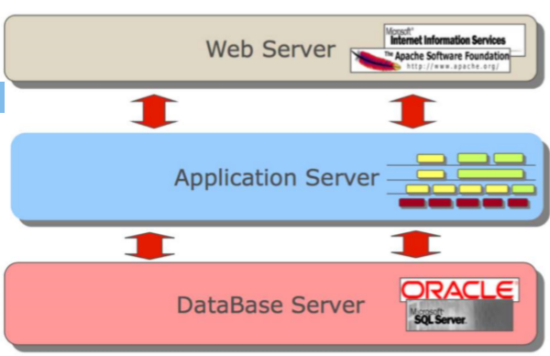 Web Server
Microsoft®
Internet Information Services
The Apache Software Foundation
http://www.apache.org/
Application Server
DataBase Server
ORACLE
Microsoft
SQL Server